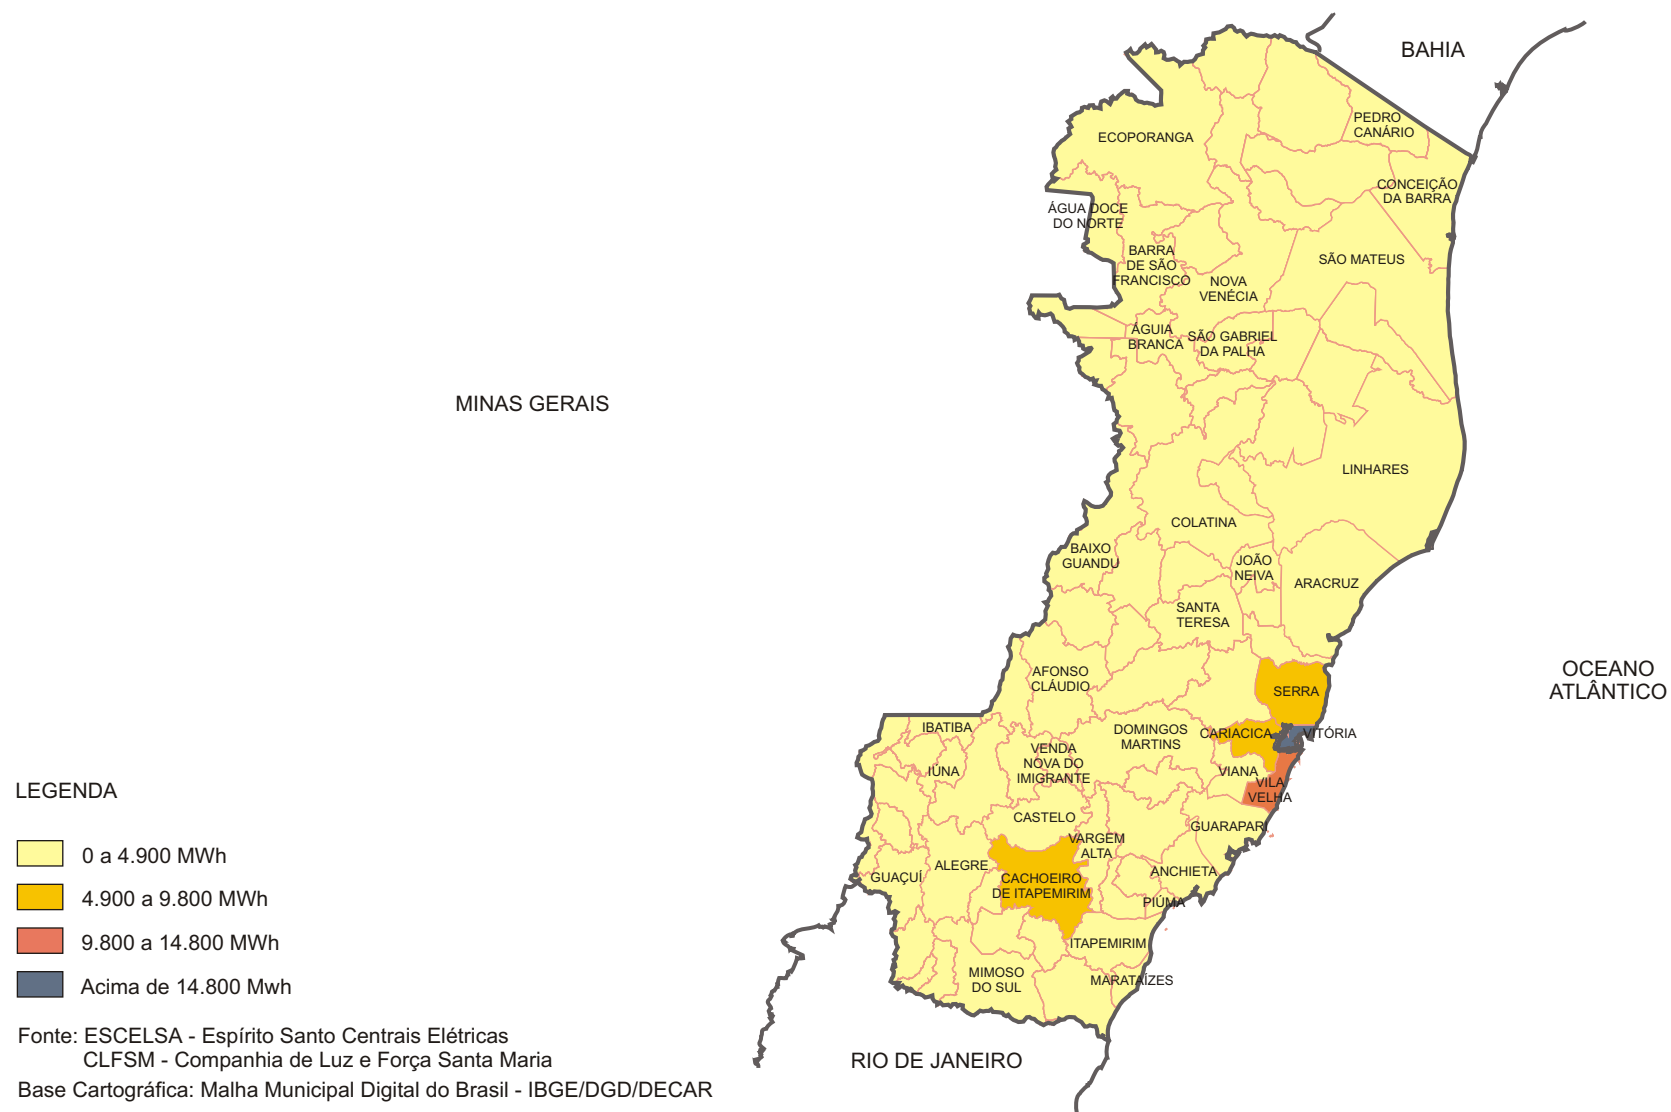 BAHIA
PEDRO
CANÁRIO
ECOPORANGA
CONCEIÇÃO
DA BARRA
ÁGUA DOCE
DO NORTE
BARRA
DE SÃO
FRANCISCO
SÃO MATEUS
NOVA
VENÉCIA
ÁGUIA
BRANCA
SÃO GABRIEL
DA PALHA
MINAS GERAIS
LINHARES
COLATINA
BAIXO
GUANDU
JOÃO
NEIVA
ARACRUZ
SANTA
TERESA
AFONSO
CLÁUDIO
SERRA
OCEANO
ATLÂNTICO
IBATIBA
DOMINGOS
MARTINS
CARIACICA
VITÓRIA
VENDA
NOVA DO
IMIGRANTE
IÚNA
VIANA
VILA
VELHA
CASTELO
GUARAPARI
VARGEM
ALTA
ALEGRE
GUAÇUÍ
CACHOEIRO
DE ITAPEMIRIM
ANCHIETA
PIÚMA
ITAPEMIRIM
MIMOSO
DO SUL
MARATAÍZES
RIO DE JANEIRO
LEGENDA
0 a 4.900 MWh
4.900 a 9.800 MWh
9.800 a 14.800 MWh
Acima de 14.800 Mwh
Fonte: ESCELSA - Espírito Santo Centrais Elétricas
CLFSM - Companhia de Luz e Força Santa Maria
Base Cartográfica: Malha Municipal Digital do Brasil - IBGE/DGD/DECAR